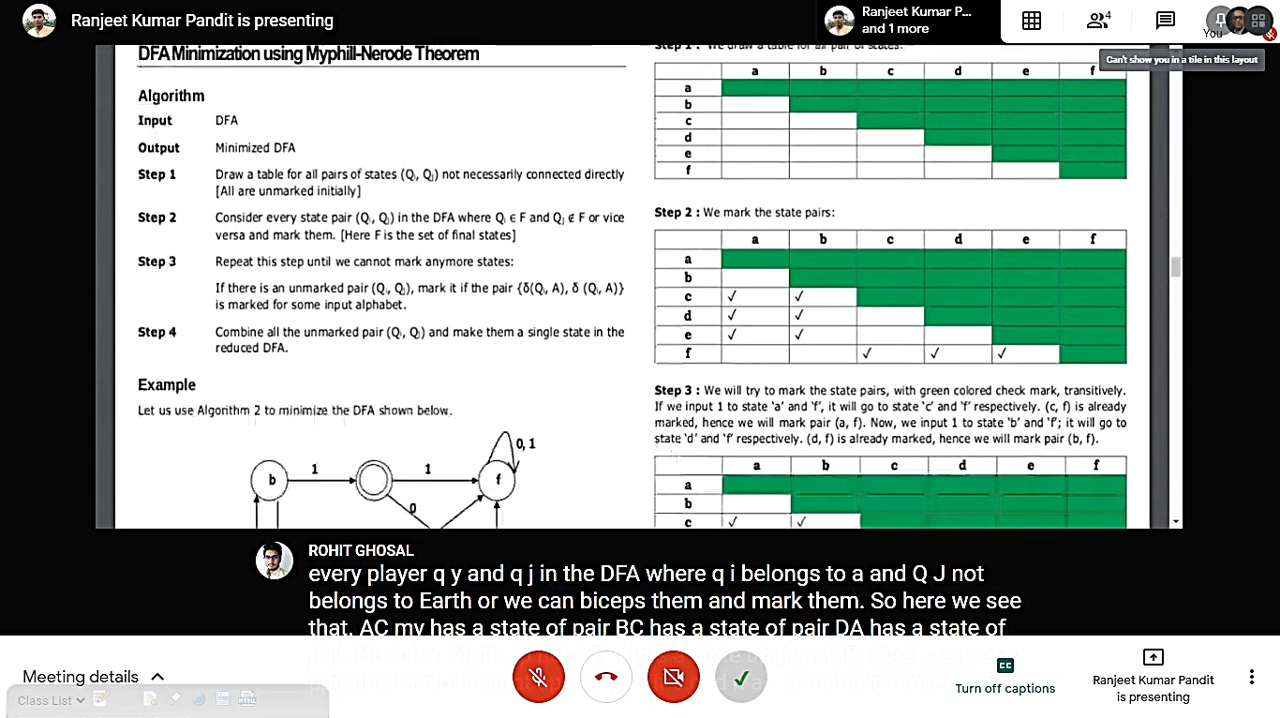 Ranjeet Kumar Pandit is presenting
Ranjeet Kumar P...
and 1 more
4
You
Can't show you in a tile in this layout
DFA Minimization using Myphill-Nerode Theorem
Algorithm
Input DFA
Output Minimized DFA
Step 1 Draw a table for all pairs of states (Qi, Qj) not necessarily connected directly
[All are unmarked initially]
Step 2 Consider every state pair (Qi, Qj) in the DFA where Qi ∈ F and Qj ∉ F or vice
versa and mark them. [Here F is the set of final states]
Step 3 Repeat this step until we cannot mark anymore states:
If there is an unmarked pair (Qi, Qj), mark it if the pair {δ(Qi, A), δ (Qi, A)}
is marked for some input alphabet.
Step 4 Combine all the unmarked pair (Qi, Qj) and make them a single state in the
reduced DFA.
Example
Let us use Algorithm 2 to minimize the DFA shown below.
0, 1
b 1 1 f
0
Step 1 : We draw a table for all pair of states.
a b c d e f
a
b
c
d
e
f
Step 2 : We mark the state pairs:
a b c d e f
a
b
c ✓ ✓
d ✓ ✓
e ✓ ✓
f ✓ ✓ ✓
Step 3 : We will try to mark the state pairs, with green colored check mark, transitively.
If we input 1 to state 'a' and 'f', it will go to state 'c' and 'f' respectively. (c, f) is already
marked, hence we will mark pair (a, f). Now, we input 1 to state 'b' and 'f'; it will go to
state 'd' and 'f' respectively. (d, f) is already marked, hence we will mark pair (b, f).
a b c d e f
a
b
c ✓ ✓
ROHIT GHOSAL
every player q y and q j in the DFA where q i belongs to a and Q J not
belongs to Earth or we can biceps them and mark them. So here we see
that, AC my has a state of pair BC has a state of pair DA has a state of
Meeting details
Class List
Turn off captions
Ranjeet Kumar Pandit
is presenting